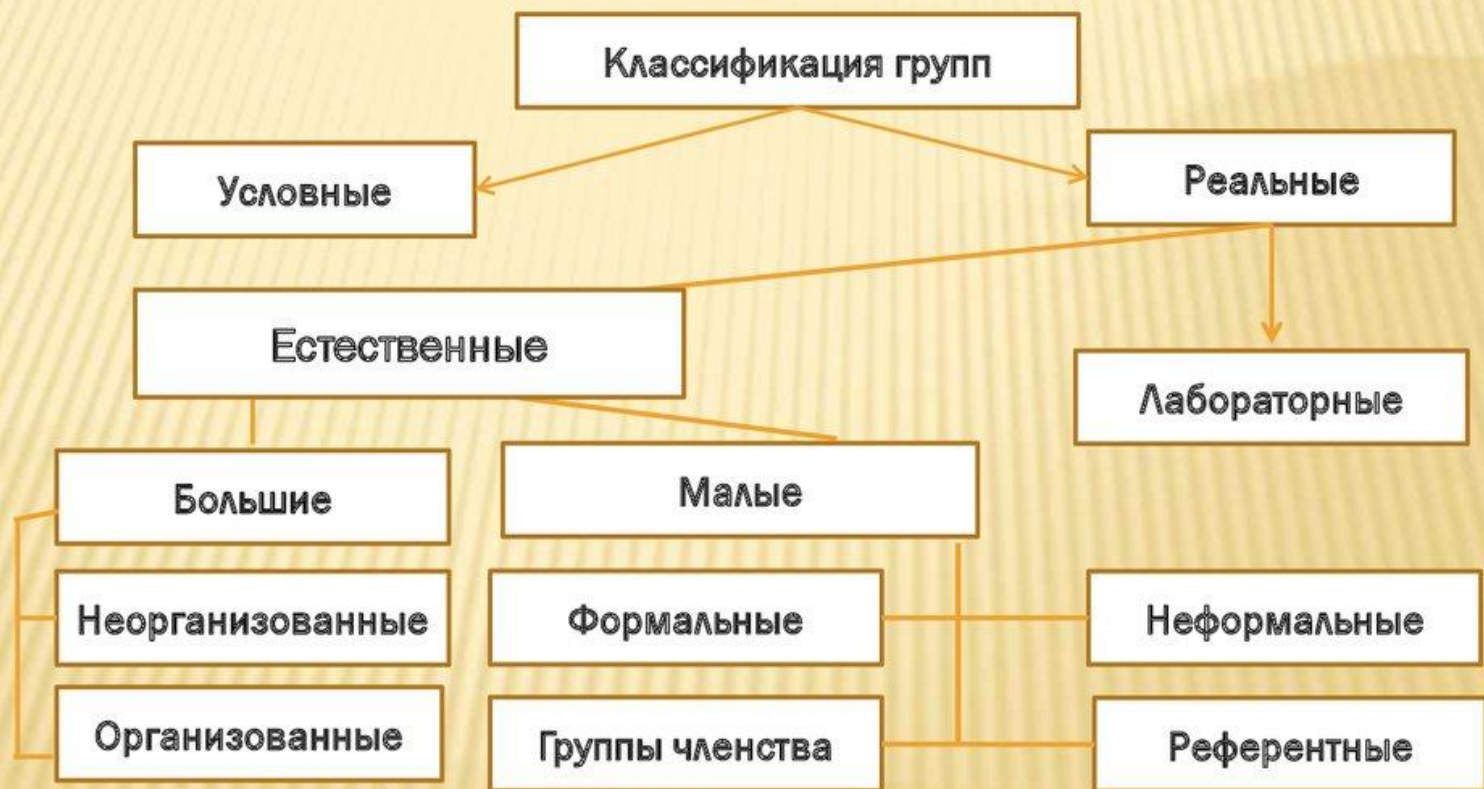 Классификация групп
Условные
Реальные
Естественные
Лабораторные
Большие
Малые
Неорганизованные
Формальные
Неформальные
Организованные
Группы членства
Референтные